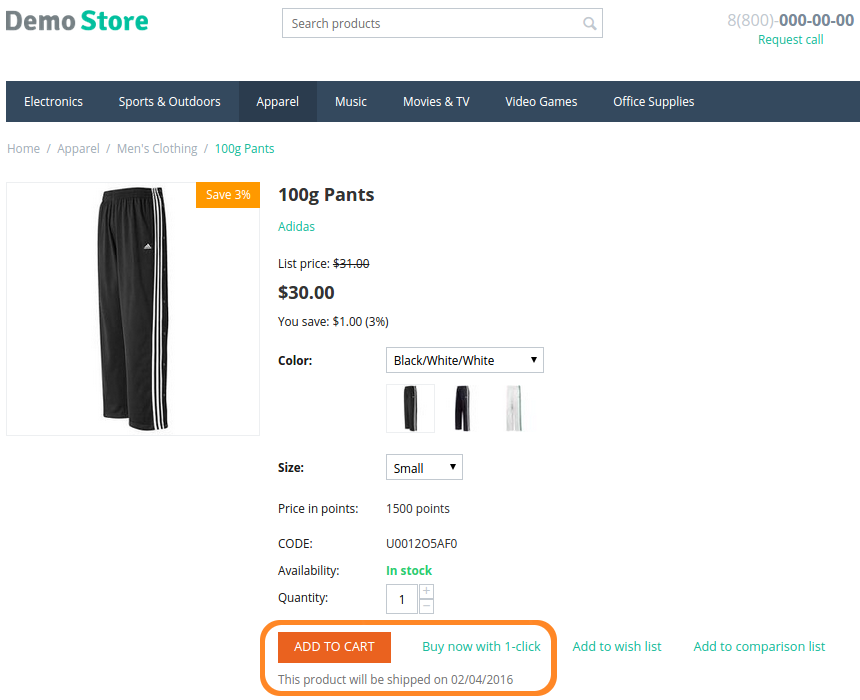 Demo Store
Search products
8(800)-000-00-00
Request call
Electronics Sports & Outdoors Apparel Music Movies & TV Video Games Office Supplies
Home / Apparel / Men's Clothing / 100g Pants
Save 3%
100g Pants
Adidas
List price: $31.00
$30.00
You save: $1.00 (3%)
Color: Black/White/White
Size: Small
Price in points: 1500 points
CODE: U0012O5AF0
Availability: In stock
Quantity: 1 + −
ADD TO CART Buy now with 1-click Add to wish list Add to comparison list
This product will be shipped on 02/04/2016